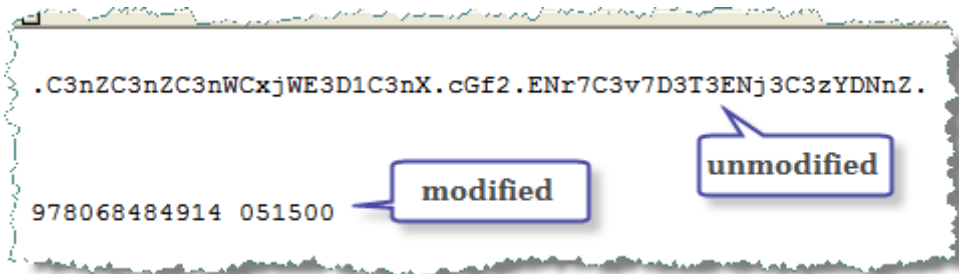 .C3nZC3nZC3nWCxjWE3D1C3nX.cGf2.ENr7C3v7D3T3ENj3C3zYDNnZ.
unmodified
modified
978068484914 051500